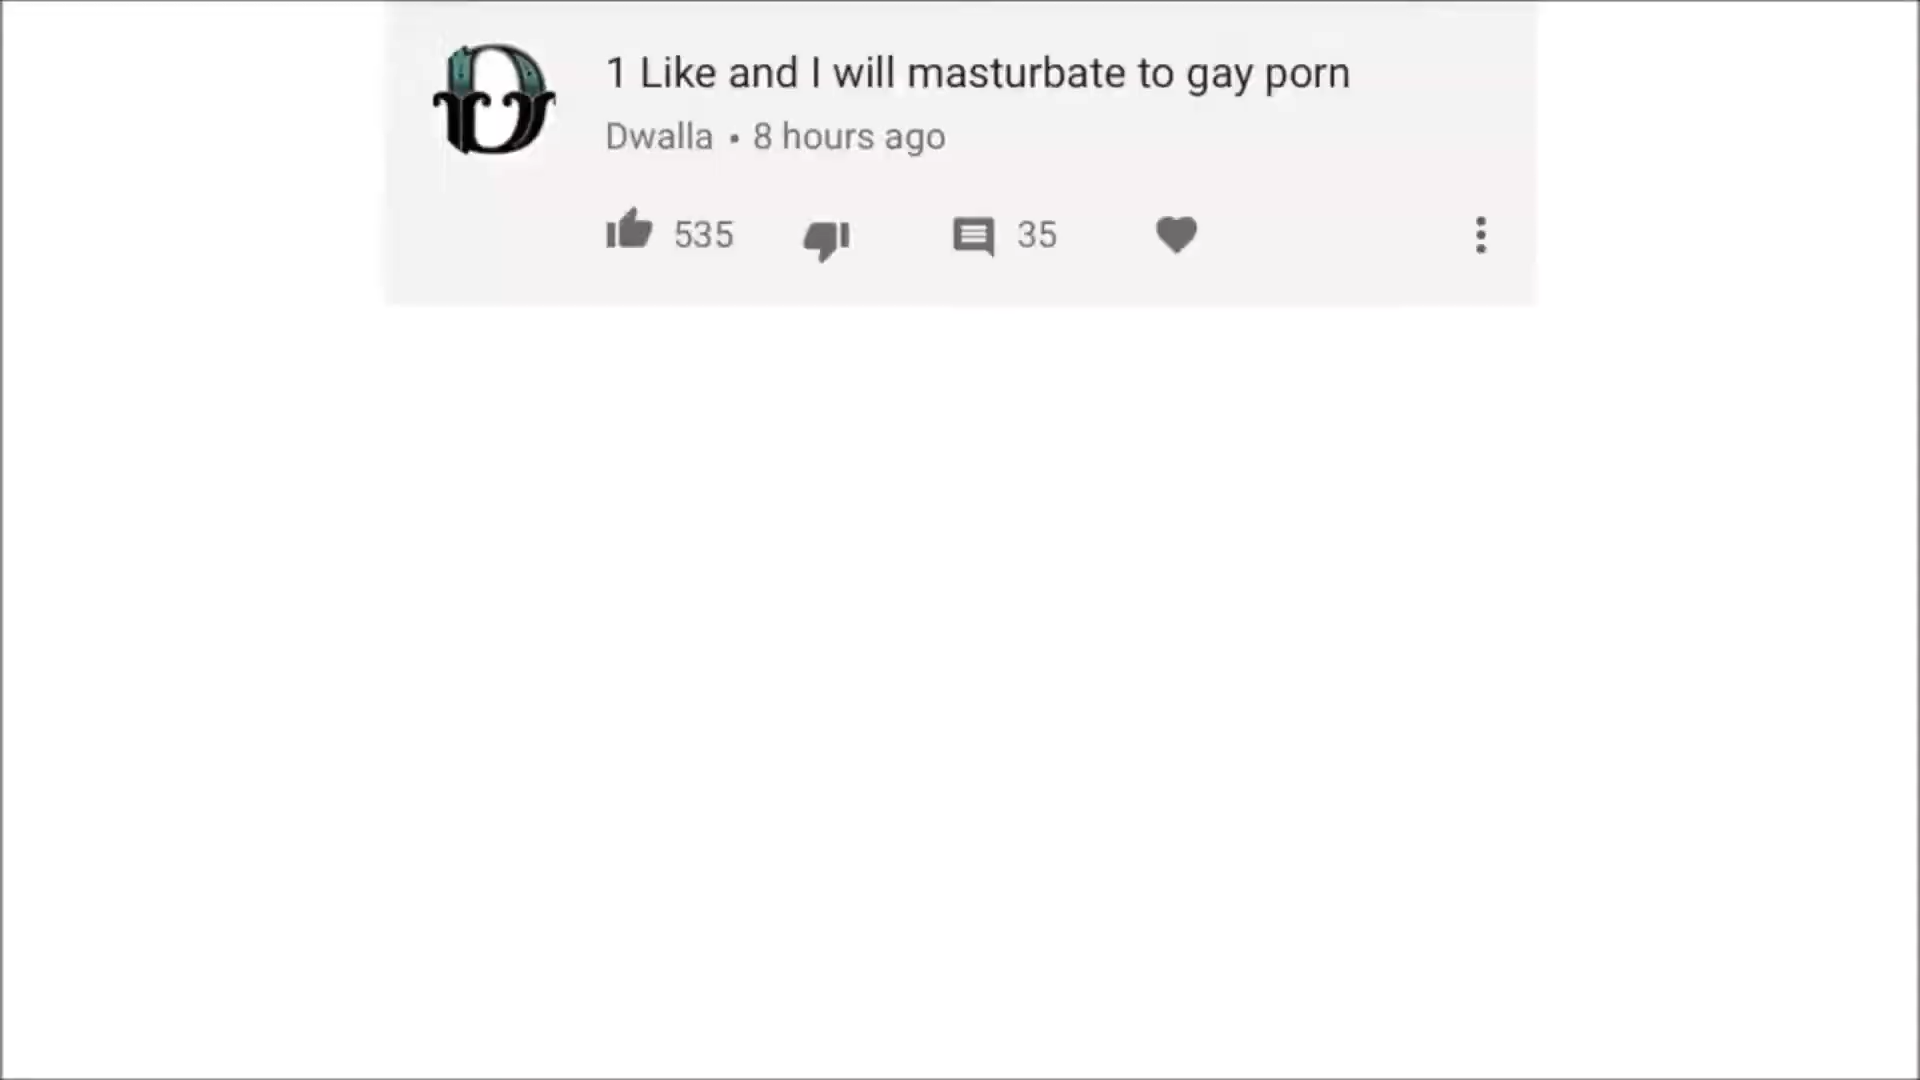 1 Like and I will masturbate to gay porn
Dwalla • 8 hours ago
535 35